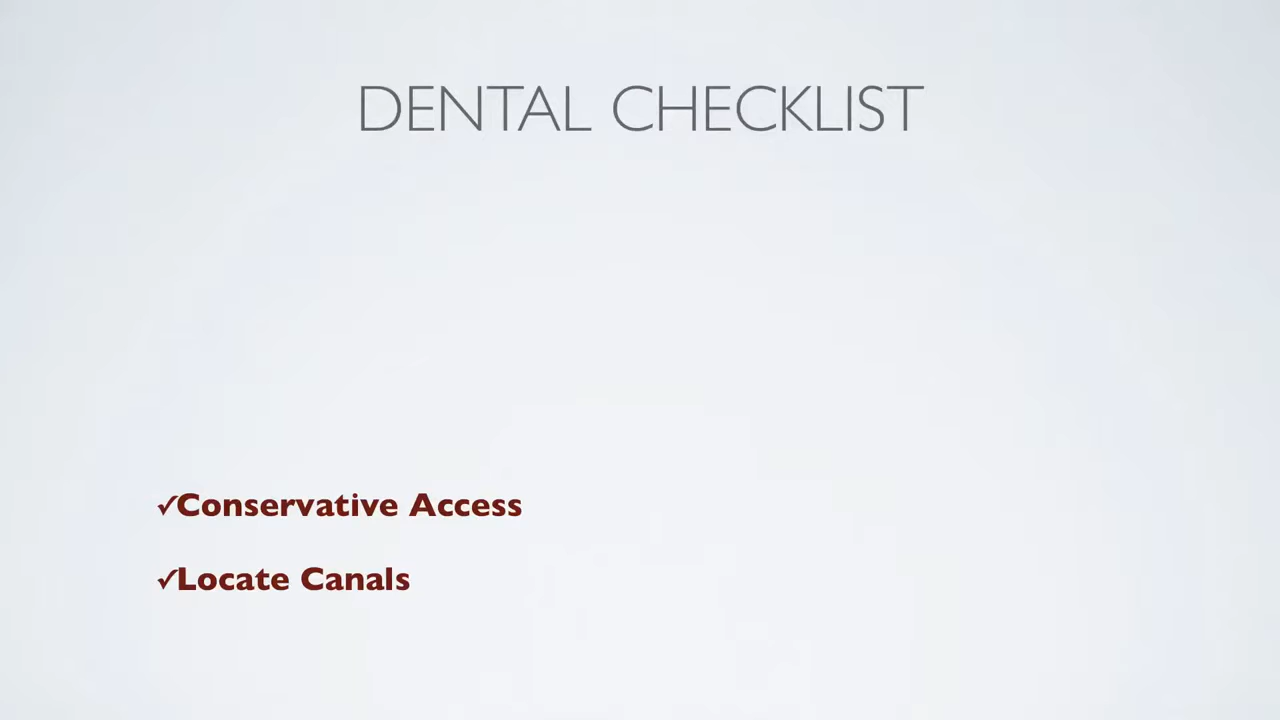 DENTAL CHECKLIST
✓Conservative Access
✓Locate Canals